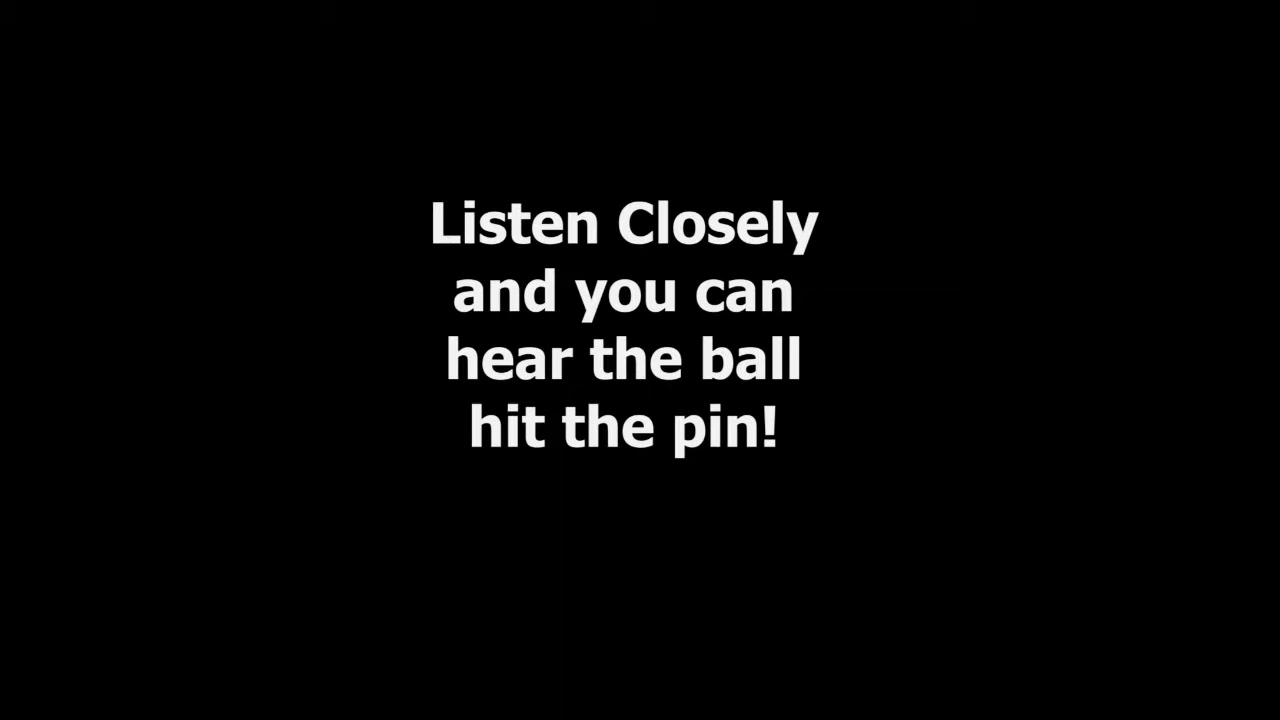 Listen Closely
and you can
hear the ball
hit the pin!